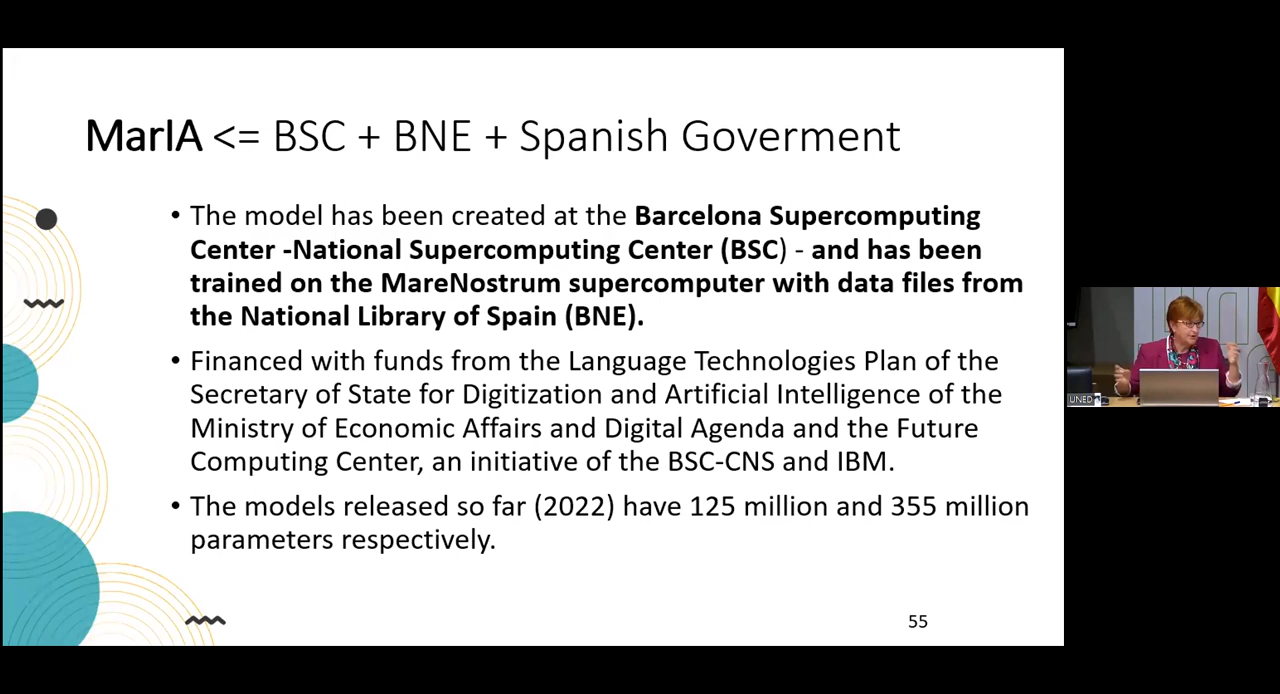 MarIA <= BSC + BNE + Spanish Goverment
• The model has been created at the Barcelona Supercomputing
Center -National Supercomputing Center (BSC) - and has been
trained on the MareNostrum supercomputer with data files from
the National Library of Spain (BNE).
• Financed with funds from the Language Technologies Plan of the
Secretary of State for Digitization and Artificial Intelligence of the
Ministry of Economic Affairs and Digital Agenda and the Future
Computing Center, an initiative of the BSC-CNS and IBM.
• The models released so far (2022) have 125 million and 355 million
parameters respectively.
55
UNED